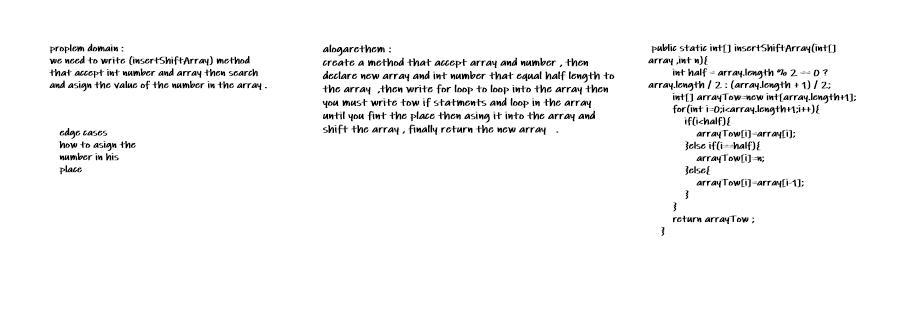 proplem domain :
we need to write (insertShiftArray) method
that accept int number and array then search
and asign the value of the number in the array .
edge cases
how to asign the
number in his
place
alogarethem :
create a method that accept array and number , then
declare new array and int number that equal half length to
the array ,then write for loop to loop into the array then
you must write tow if statments and loop in the array
until you fint the place then asing it into the array and
shift the array , finally return the new array .
public static int[] insertShiftArray(int[]
array ,int n){
int half = array.length % 2 == 0 ?
array.length / 2 : (array.length + 1) / 2;
int[] arrayTow=new int[array.length+1];
for(int i=0;i<array.length+1;i++){
if(i<half){
arrayTow[i]=array[i];
}else if(i==half){
arrayTow[i]=n;
}else{
arrayTow[i]=array[i-1];
}
}
return arrayTow ;
}